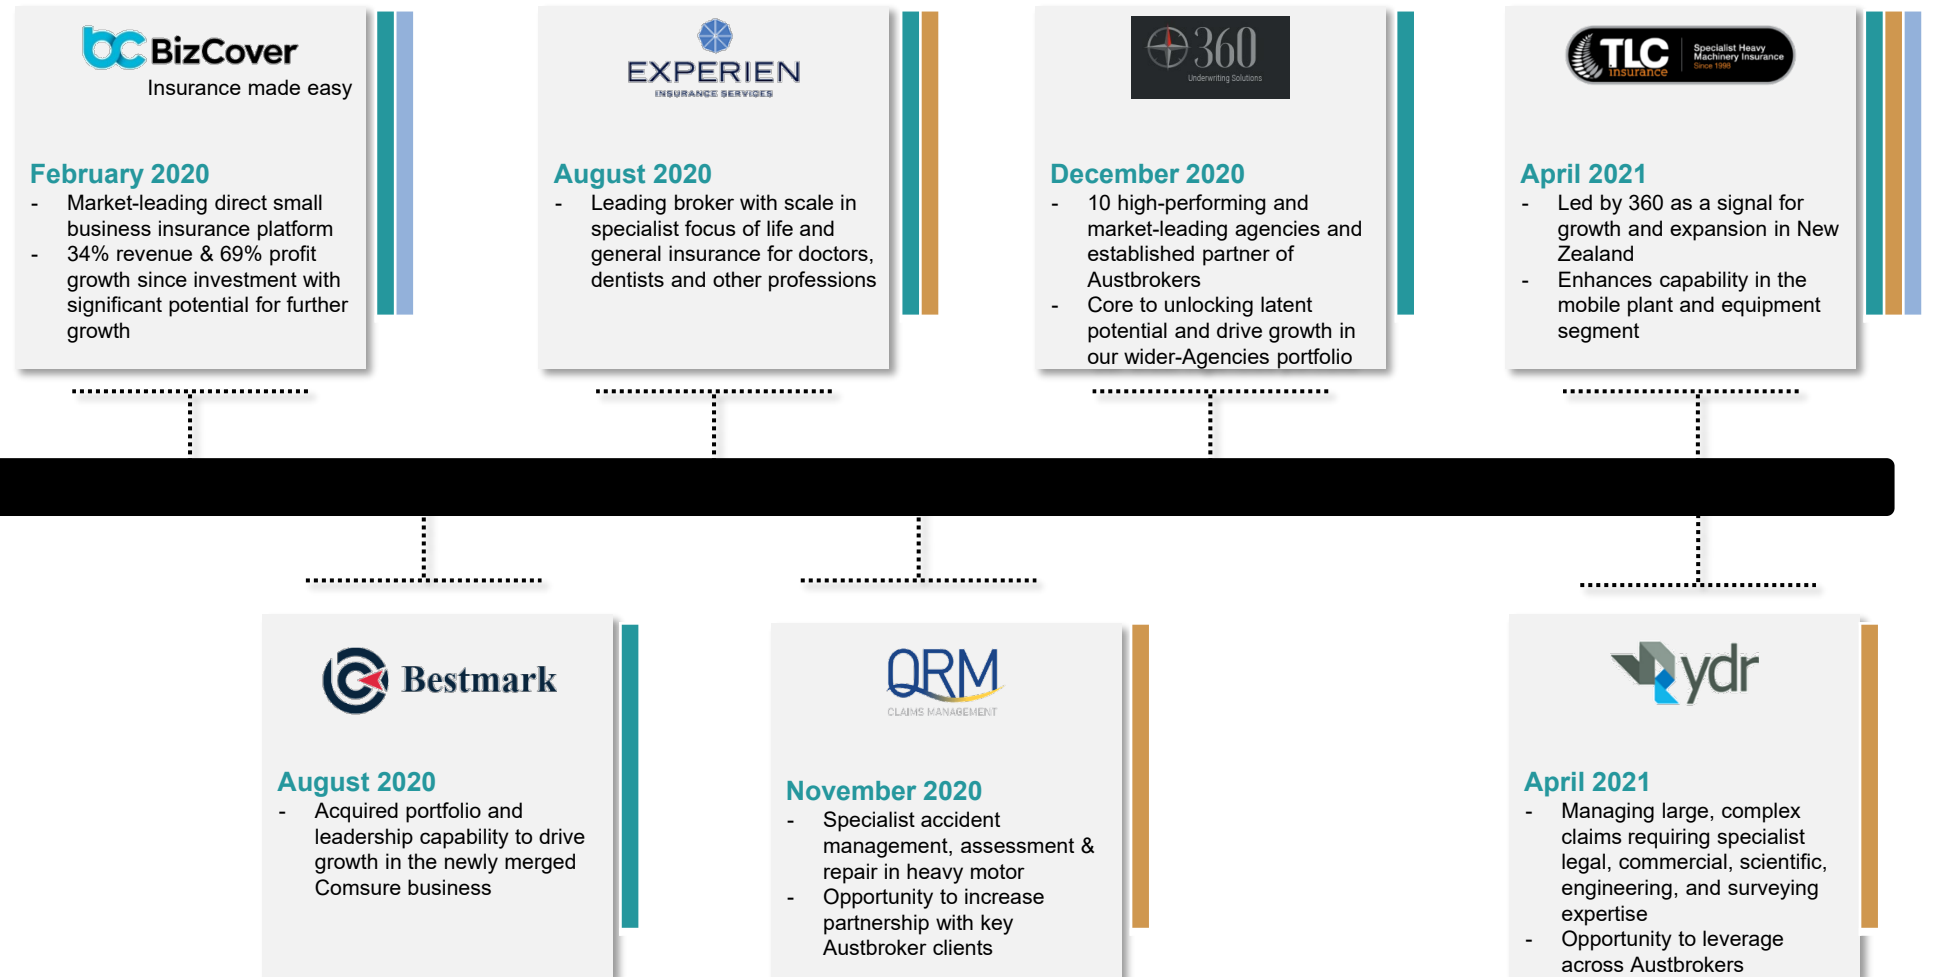 BizCover
Insurance made easy
February 2020
- Market-leading direct small
business insurance platform
- 34% revenue & 69% profit
growth since investment with
significant potential for further
growth
EXPERIEN
INSURANCE SERVICES
August 2020
- Leading broker with scale in
specialist focus of life and
general insurance for doctors,
dentists and other professions
360
Underwriting Solutions
December 2020
- 10 high-performing and
market-leading agencies and
established partner of
Austbrokers
- Core to unlocking latent
potential and drive growth in
our wider-Agencies portfolio
TLC
insurance
Specialist Heavy
Machinery Insurance
Since 1998
April 2021
- Led by 360 as a signal for
growth and expansion in New
Zealand
- Enhances capability in the
mobile plant and equipment
segment
Bestmark
August 2020
- Acquired portfolio and
leadership capability to drive
growth in the newly merged
Comsure business
QRM
CLAIMS MANAGEMENT
November 2020
- Specialist accident
management, assessment &
repair in heavy motor
- Opportunity to increase
partnership with key
Austbroker clients
ydr
April 2021
- Managing large, complex
claims requiring specialist
legal, commercial, scientific,
engineering, and surveying
expertise
- Opportunity to leverage
across Austbrokers